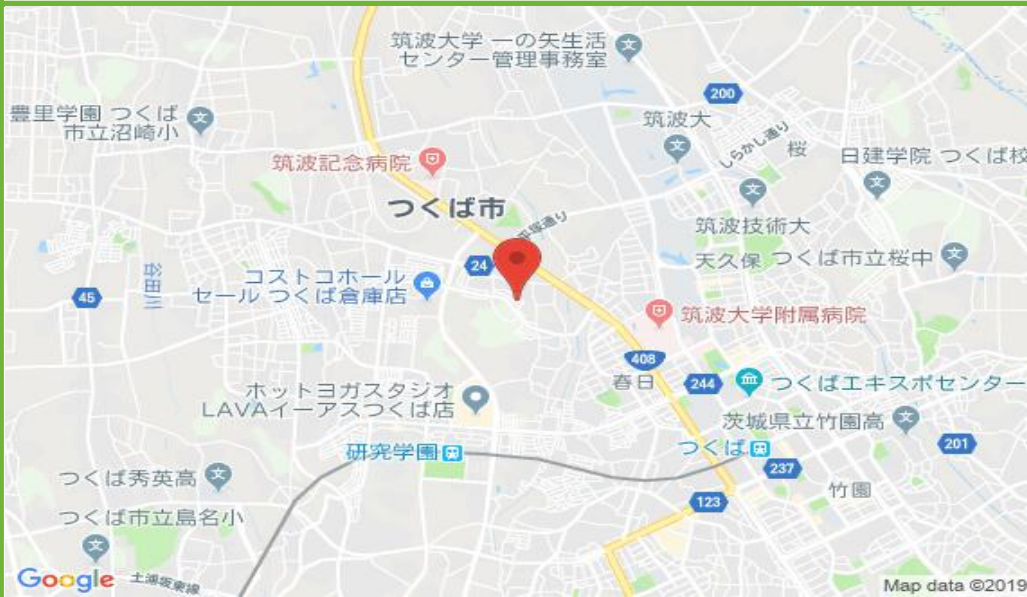 筑波大学 一の矢生活
センター管理事務室
200
豊里学園 つくば
市立沼崎小
筑波大
しらかし通り
桜
日建学院 つくば校
筑波記念病院
つくば市
平塚通り
筑波技術大
天久保
つくば市立桜中
24
コストコホール
セール つくば倉庫店
谷田川
45
筑波大学附属病院
408
春日
244
つくばエキスポセンター
ホットヨガスタジオ
LAVAイーアスつくば店
茨城県立竹園高
201
研究学園
つくば
237
つくば秀英高
竹園
123
つくば市立島名小
Google
土浦坂東線
Map data ©2019